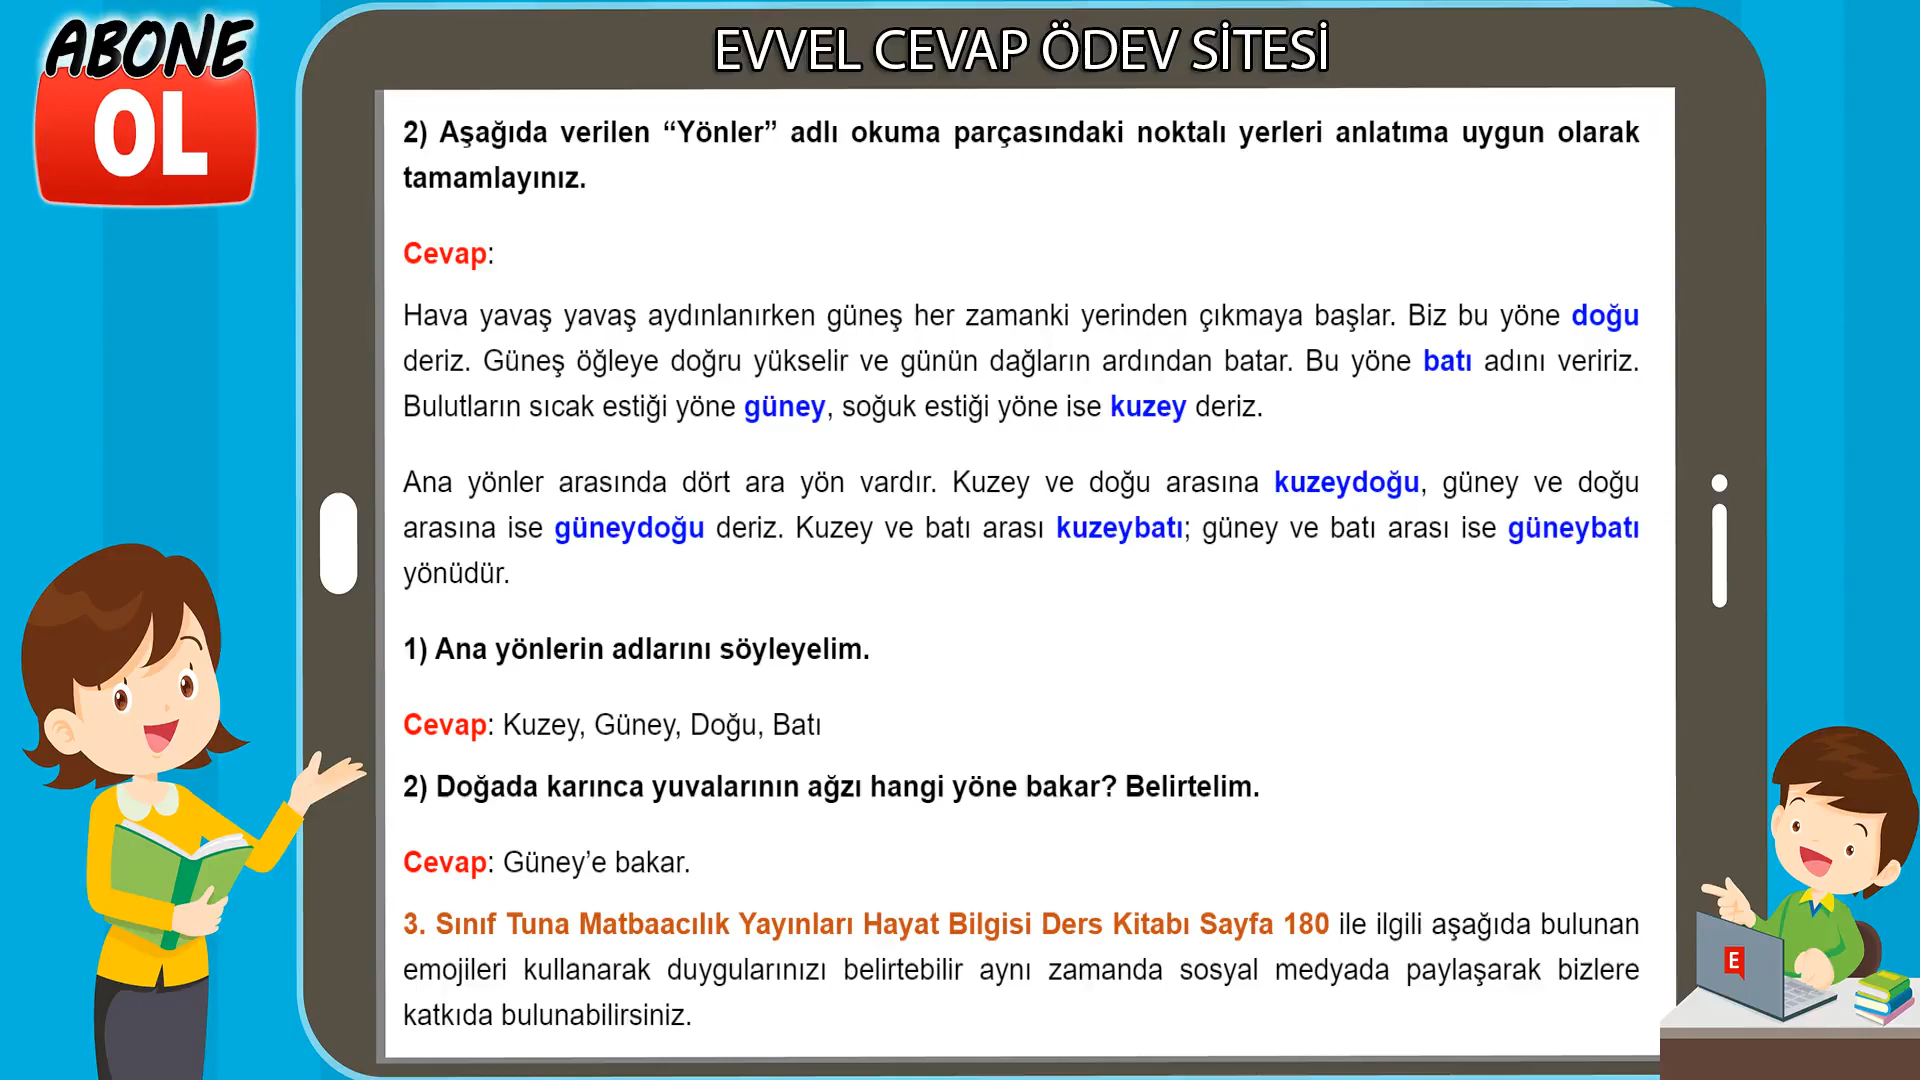 ABONE
OL
EVVEL CEVAP ÖDEV SİTESİ
2) Aşağıda verilen “Yönler” adlı okuma parçasındaki noktalı yerleri anlatıma uygun olarak
tamamlayınız.
Cevap:
Hava yavaş yavaş aydınlanırken güneş her zamanki yerinden çıkmaya başlar. Biz bu yöne doğu
deriz. Güneş öğleye doğru yükselir ve günün dağların ardından batar. Bu yöne batı adını veririz.
Bulutların sıcak estiği yöne güney, soğuk estiği yöne ise kuzey deriz.
Ana yönler arasında dört ara yön vardır. Kuzey ve doğu arasına kuzeydoğu, güney ve doğu
arasına ise güneydoğu deriz. Kuzey ve batı arası kuzeybatı; güney ve batı arası ise güneybatı
yönüdür.
1) Ana yönlerin adlarını söyleyelim.
Cevap: Kuzey, Güney, Doğu, Batı
2) Doğada karınca yuvalarının ağzı hangi yöne bakar? Belirtelim.
Cevap: Güney’e bakar.
3. Sınıf Tuna Matbaacılık Yayınları Hayat Bilgisi Ders Kitabı Sayfa 180 ile ilgili aşağıda bulunan
emojileri kullanarak duygularınızı belirtebilir aynı zamanda sosyal medyada paylaşarak bizlere
katkıda bulunabilirsiniz.
E